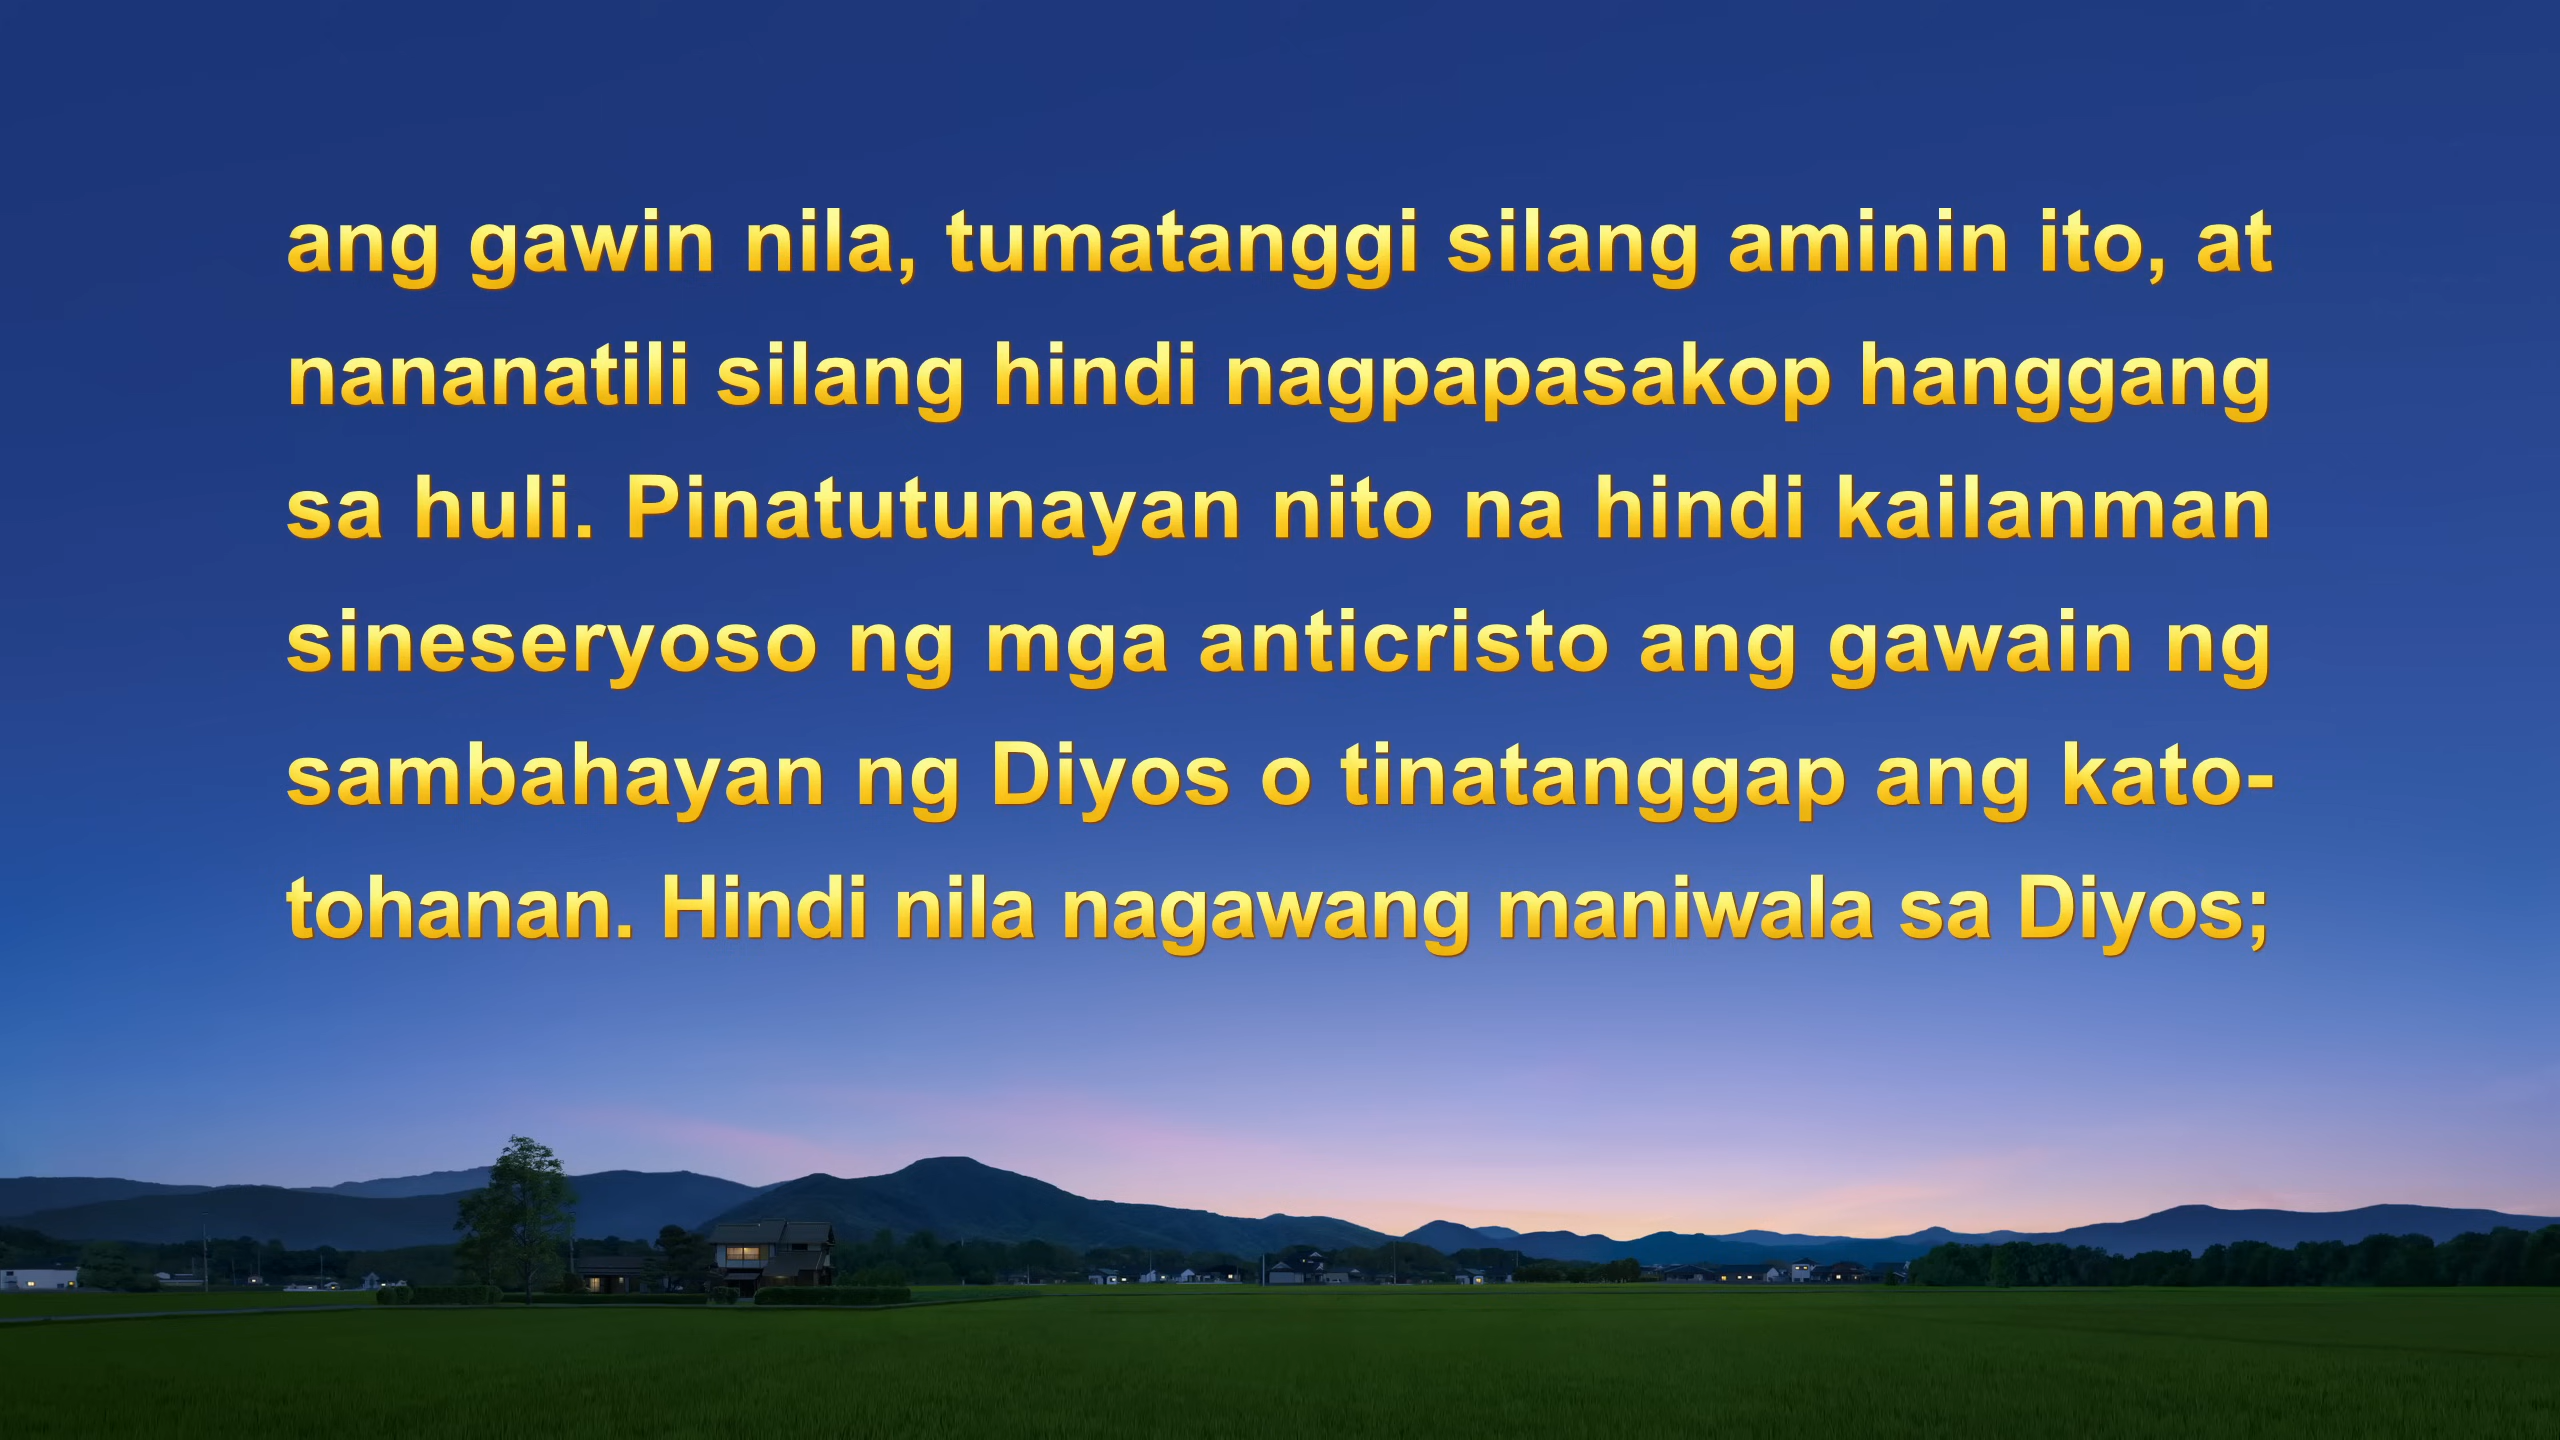 ang gawin nila, tumatanggi silang aminin ito, at
nananatili silang hindi nagpapasakop hanggang
sa huli. Pinatutunayan nito na hindi kailanman
sineseryoso ng mga anticristo ang gawain ng
sambahayan ng Diyos o tinatanggap ang kato-
tohanan. Hindi nila nagawang maniwala sa Diyos;